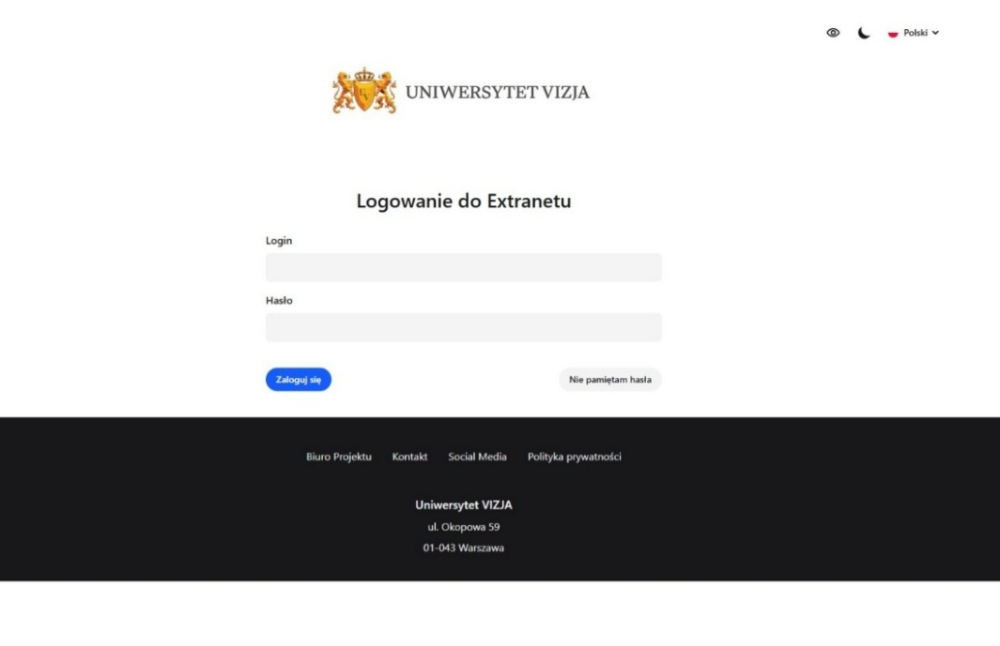 Polski
UNIWERSYTET VIZJA
Logowanie do Extranetu
Login
Hasło
Zaloguj się
Nie pamiętam hasła
Biuro Projektu Kontakt Social Media Polityka prywatności
Uniwersytet VIZJA
ul. Okopowa 59
01-043 Warszawa